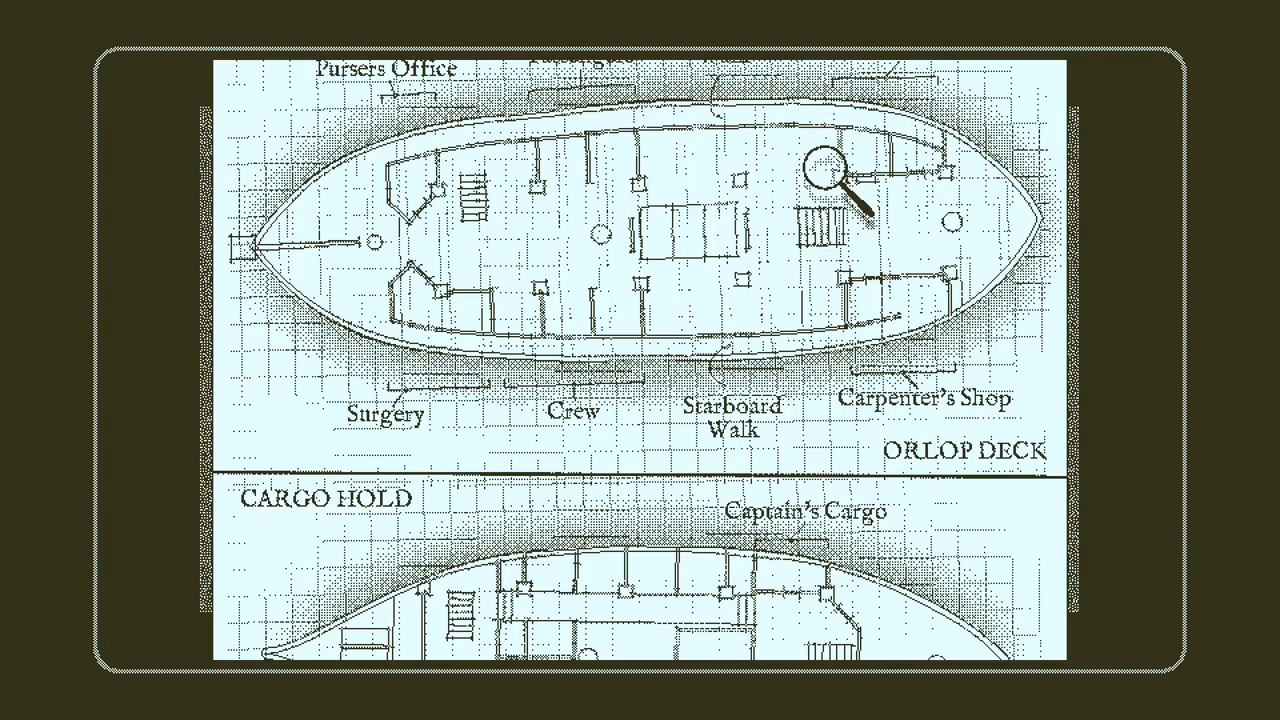 Pursers Office
Surgery
Crew
Starboard
Walk
Carpenter's Shop
ORLOP DECK
CARGO HOLD
Captain's Cargo